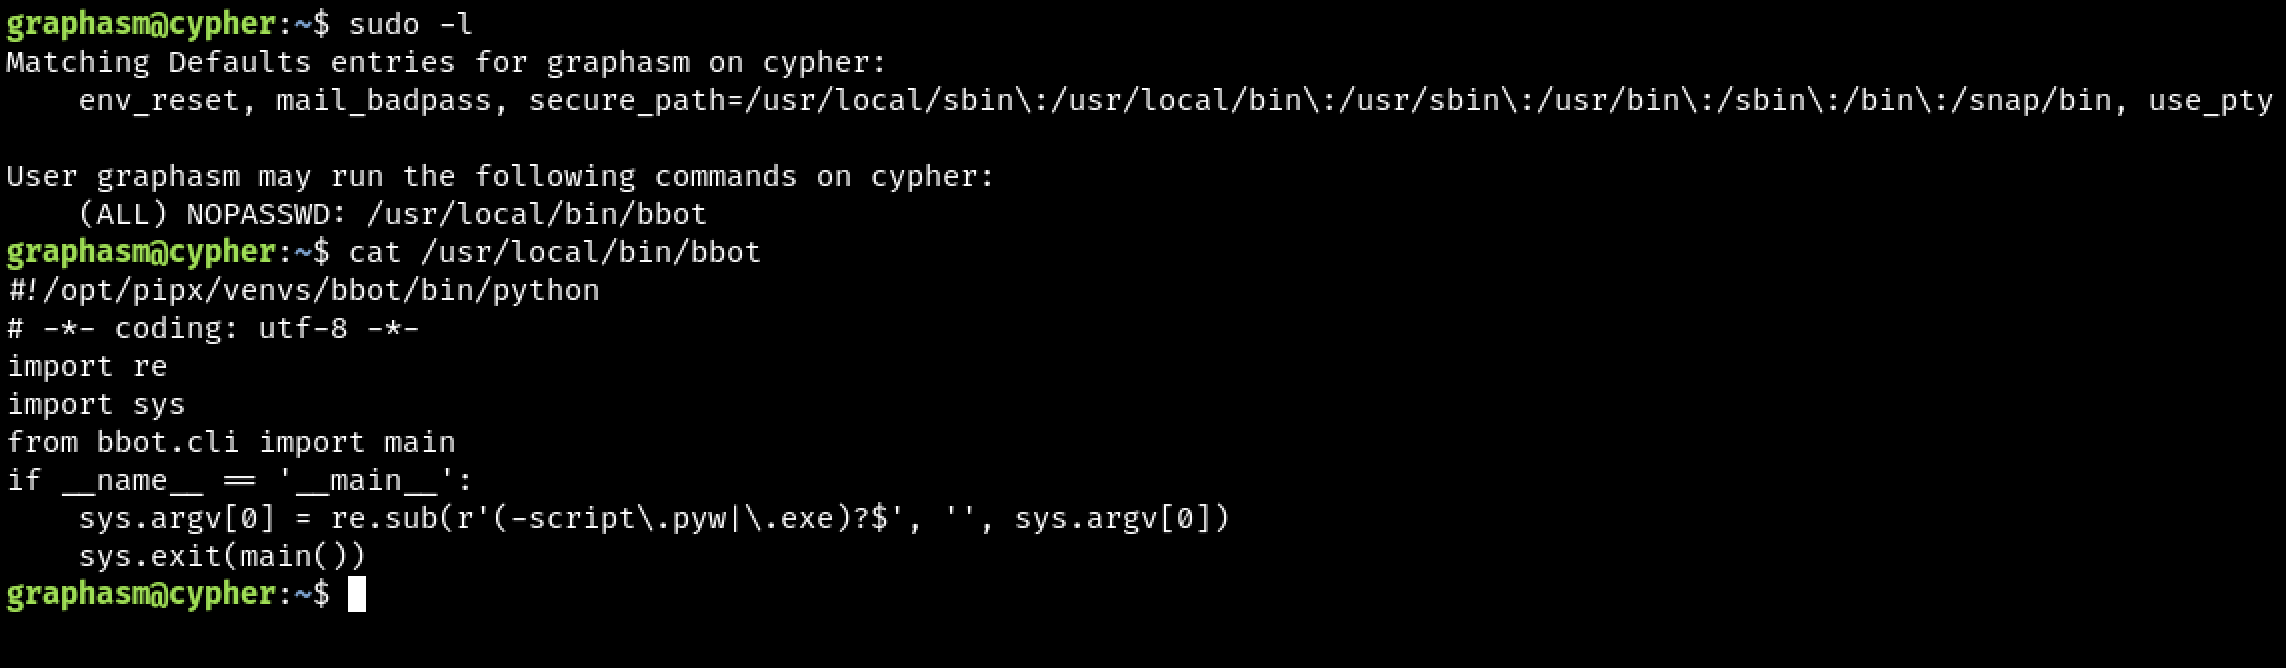 graphasm@cypher:~$ sudo -l
Matching Defaults entries for graphasm on cypher:
    env_reset, mail_badpass, secure_path=/usr/local/sbin\:/usr/local/bin\:/usr/sbin\:/usr/bin\:/sbin\:/bin\:/snap/bin, use_pty

User graphasm may run the following commands on cypher:
    (ALL) NOPASSWD: /usr/local/bin/bbot
graphasm@cypher:~$ cat /usr/local/bin/bbot
#!/opt/pipx/venvs/bbot/bin/python
# -*- coding: utf-8 -*-
import re
import sys
from bbot.cli import main
if __name__ == '__main__':
    sys.argv[0] = re.sub(r'(-script\.pyw|\.exe)?$', '', sys.argv[0])
    sys.exit(main())
graphasm@cypher:~$